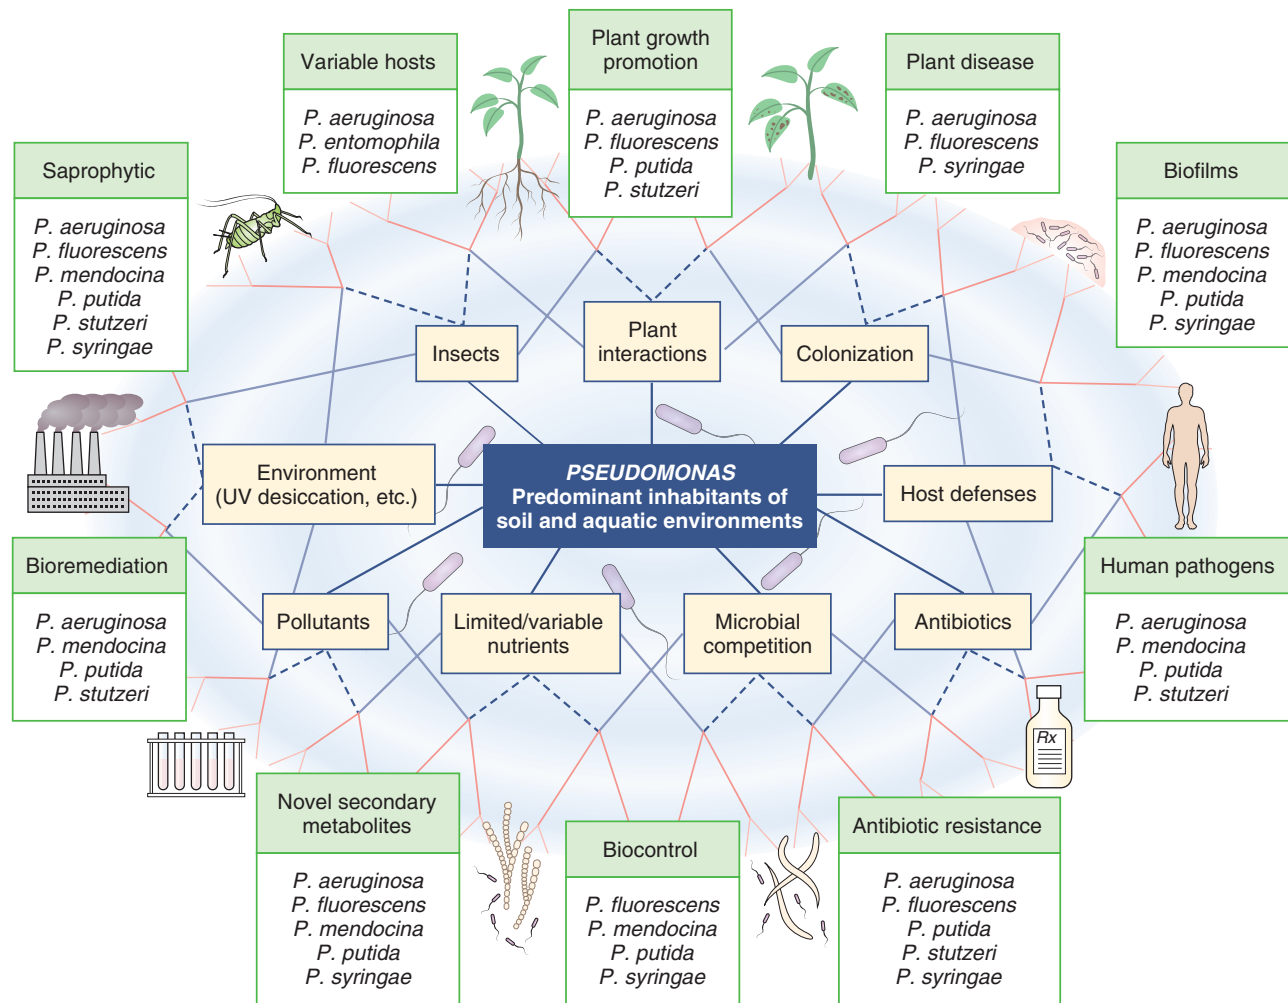 Variable hosts
P. aeruginosa
P. entomophila
P. fluorescens
Plant growth
promotion
P. aeruginosa
P. fluorescens
P. putida
P. stutzeri
Plant disease
P. aeruginosa
P. fluorescens
P. syringae
Saprophytic
P. aeruginosa
P. fluorescens
P. mendocina
P. putida
P. stutzeri
P. syringae
Biofilms
P. aeruginosa
P. fluorescens
P. mendocina
P. putida
P. syringae
Insects
Plant
interactions
Colonization
Environment
(UV desiccation, etc.)
PSEUDOMONAS
Predominant inhabitants of
soil and aquatic environments
Host defenses
Pollutants
Limited/variable
nutrients
Microbial
competition
Antibiotics
Bioremediation
P. aeruginosa
P. mendocina
P. putida
P. stutzeri
Human pathogens
P. aeruginosa
P. mendocina
P. putida
P. stutzeri
Rx
Novel secondary
metabolites
P. aeruginosa
P. fluorescens
P. mendocina
P. putida
P. syringae
Biocontrol
P. fluorescens
P. mendocina
P. putida
P. syringae
Antibiotic resistance
P. aeruginosa
P. fluorescens
P. putida
P. stutzeri
P. syringae